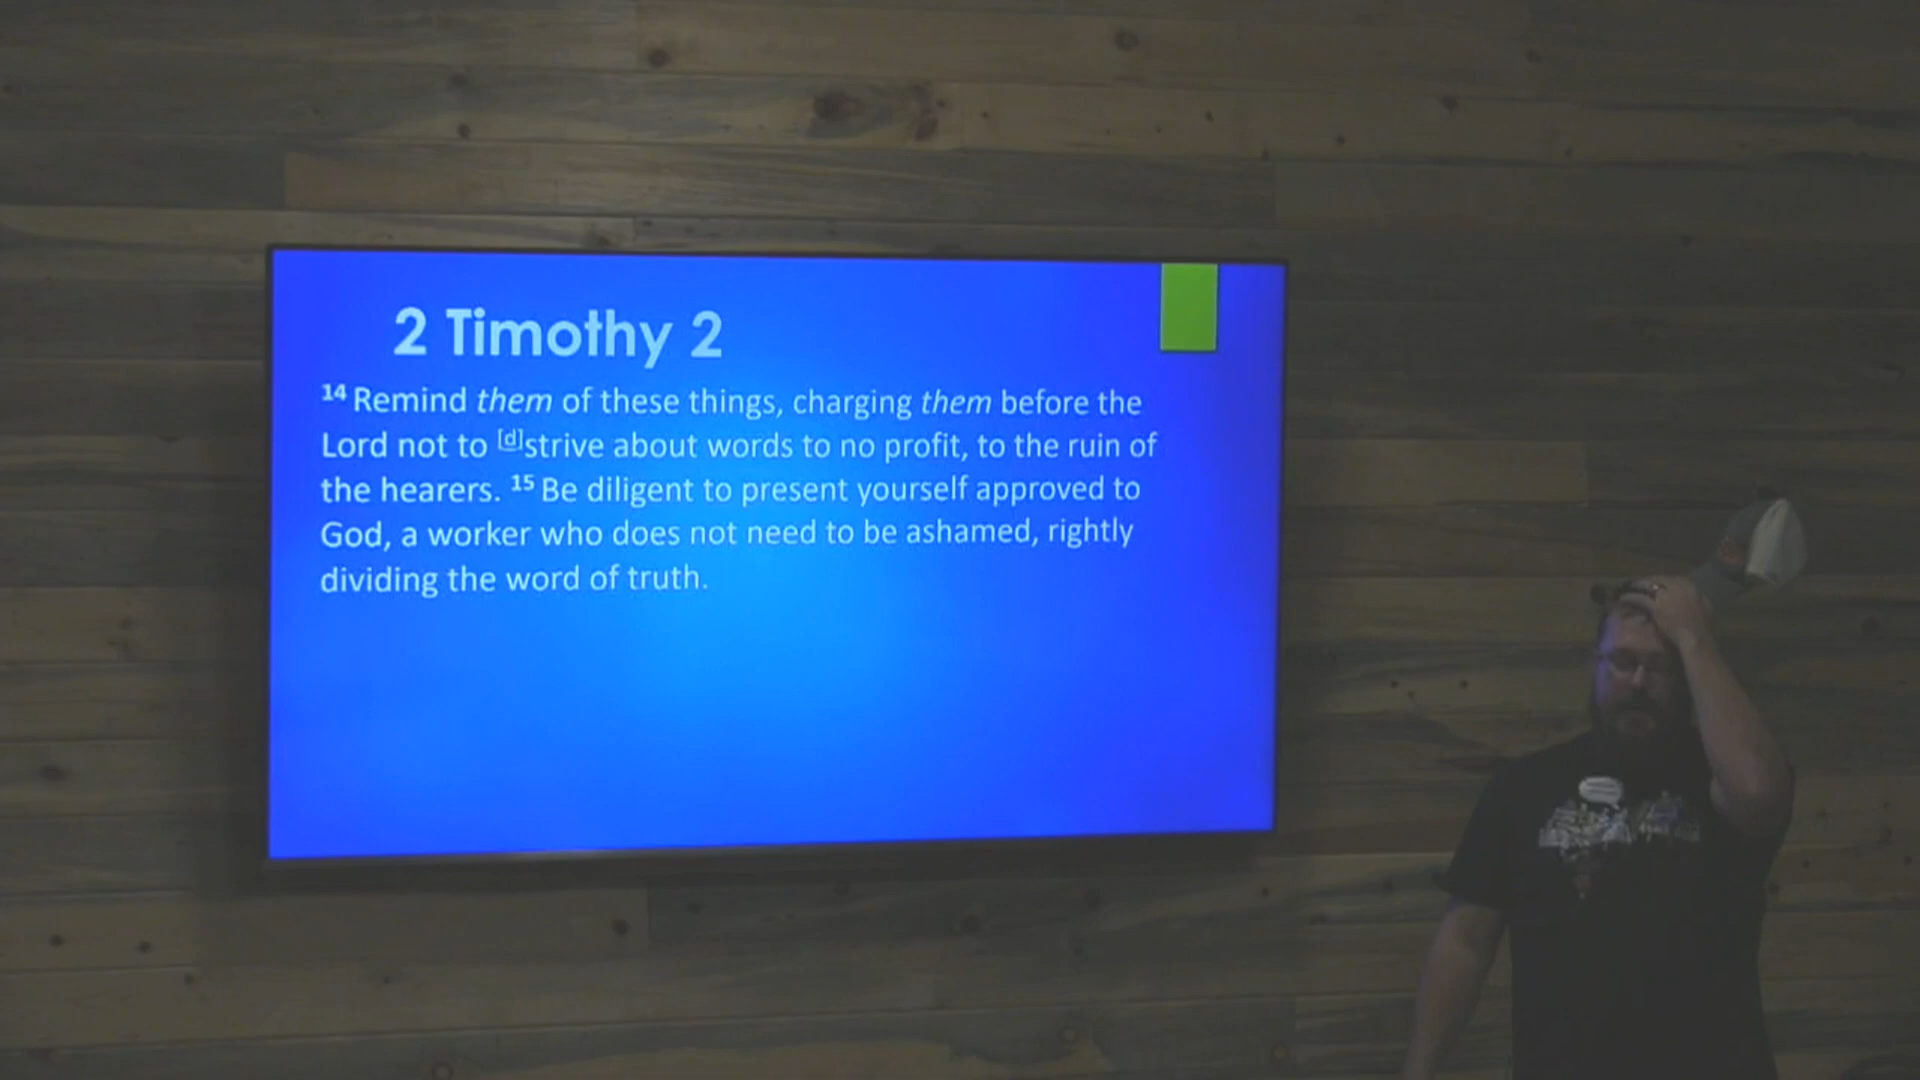 2 Timothy 2
14 Remind them of these things, charging them before the
Lord not to [d]strive about words to no profit, to the ruin of
the hearers. 15 Be diligent to present yourself approved to
God, a worker who does not need to be ashamed, rightly
dividing the word of truth.